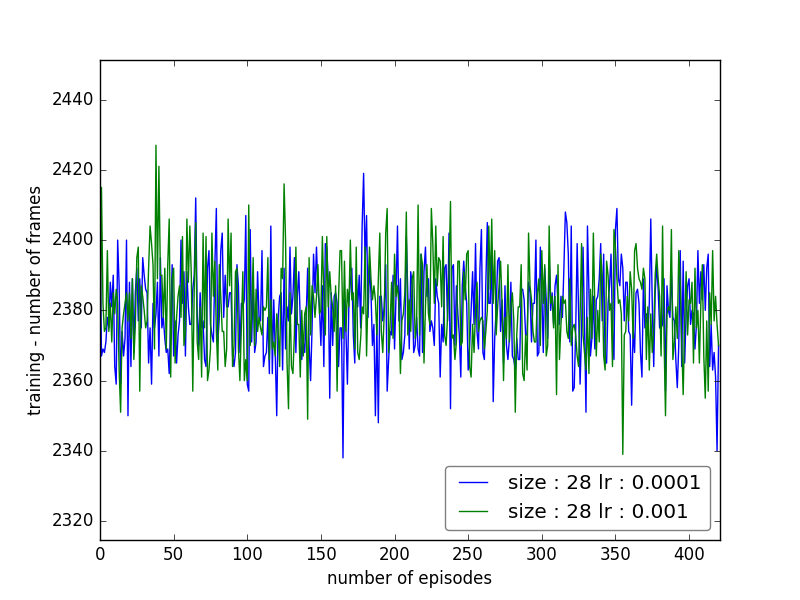 2440
2420
2400
2380
2360
2340
2320
training - number of frames
size : 28 lr : 0.0001
size : 28 lr : 0.001
0 50 100 150 200 250 300 350 400
number of episodes